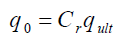 q₀ = Cᵣqᵤₗₜ